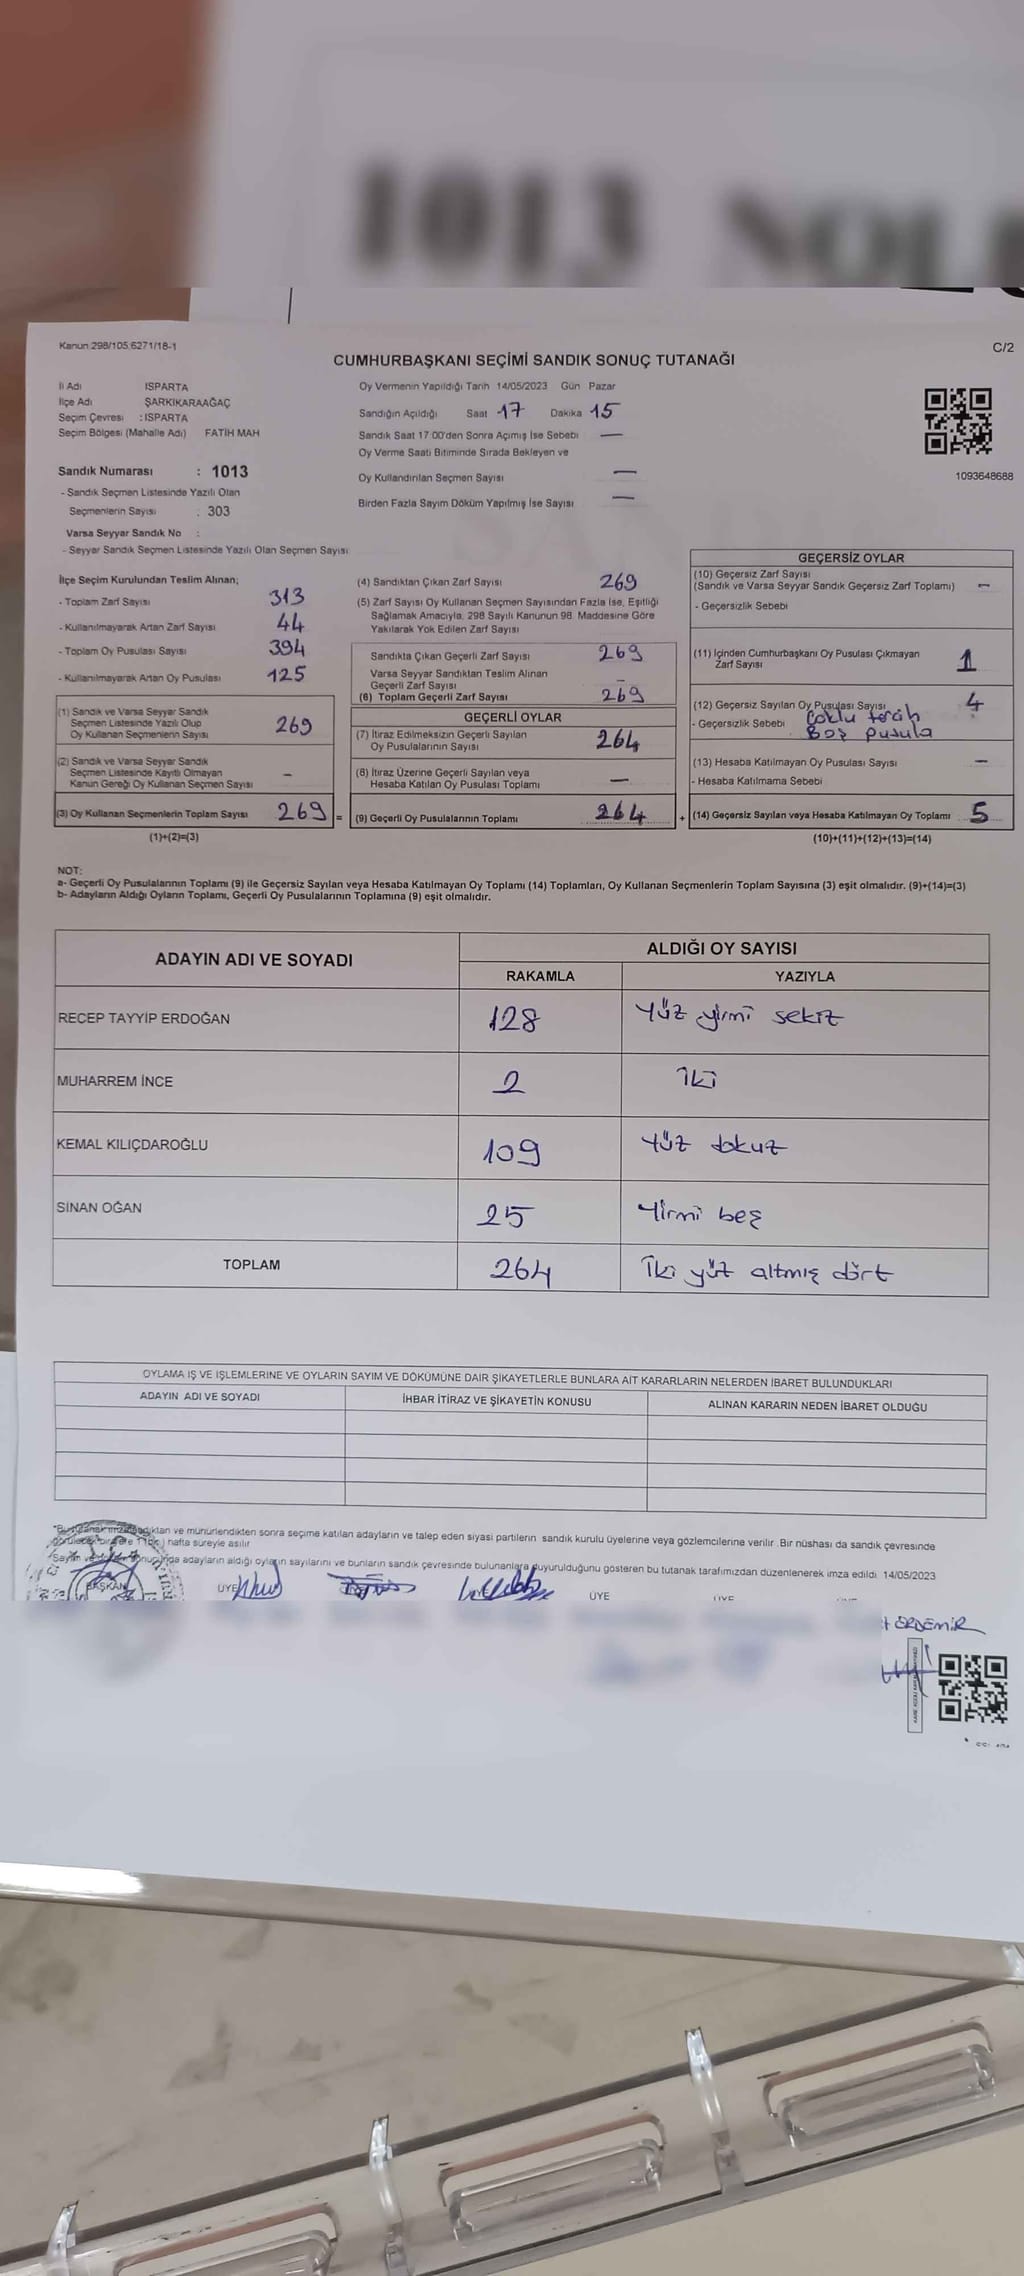 1013 NOLU
Kanun:298/105,6271/18-1
C/2
CUMHURBAŞKANI SEÇİMİ SANDIK SONUÇ TUTANAĞI
İl Adı ISPARTA
İlçe Adı ŞARKİKARAAĞAÇ
Seçim Çevresi : ISPARTA
Seçim Bölgesi (Mahalle Adı) FATİH MAH
Sandık Numarası : 1013
- Sandık Seçmen Listesinde Yazılı Olan
Seçmenlerin Sayısı : 303
Varsa Seyyar Sandık No :
- Seyyar Sandık Seçmen Listesinde Yazılı Olan Seçmen Sayısı
Oy Vermenin Yapıldığı Tarih 14/05/2023 Gün Pazar
Sandığın Açıldığı Saat 17 Dakika 15
Sandık Saat 17:00'den Sonra Açımış İse Sebebi —
Oy Verme Saati Bitiminde Sırada Bekleyen ve
Oy Kullandırılan Seçmen Sayısı —
Birden Fazla Sayım Döküm Yapılmış İse Sayısı —
1093648688
İlçe Seçim Kurulundan Teslim Alınan;
- Toplam Zarf Sayısı 313
- Kullanılmayarak Artan Zarf Sayısı 44
- Toplam Oy Pusulası Sayısı 394
- Kullanılmayarak Artan Oy Pusulası 125
(1) Sandık ve Varsa Seyyar Sandık
Seçmen Listesinde Yazılı Olup
Oy Kullanan Seçmenlerin Sayısı 269
(2) Sandık ve Varsa Seyyar Sandık
Seçmen Listesinde Kayıtlı Olmayan
Kanun Gereği Oy Kullanan Seçmen Sayısı –
(3) Oy Kullanan Seçmenlerin Toplam Sayısı 269 =
(1)+(2)=(3)
(4) Sandıktan Çıkan Zarf Sayısı 269
(5) Zarf Sayısı Oy Kullanan Seçmen Sayısından Fazla İse, Eşitliği
Sağlamak Amacıyla, 298 Sayılı Kanunun 98. Maddesine Göre
Yakılarak Yok Edilen Zarf Sayısı
Sandıkta Çıkan Geçerli Zarf Sayısı 269
Varsa Seyyar Sandıktan Teslim Alınan
Geçerli Zarf Sayısı –
(6) Toplam Geçerli Zarf Sayısı 269
GEÇERLİ OYLAR
(7) İtiraz Edilmeksizin Geçerli Sayılan
Oy Pusulalarının Sayısı 264
(8) İtiraz Üzerine Geçerli Sayılan veya
Hesaba Katılan Oy Pusulası Toplamı —
(9) Geçerli Oy Pusulalarının Toplamı 264 +
GEÇERSİZ OYLAR
(10) Geçersiz Zarf Sayısı
(Sandık ve Varsa Seyyar Sandık Geçersiz Zarf Toplamı) –
- Geçersizlik Sebebi
(11) İçinden Cumhurbaşkanı Oy Pusulası Çıkmayan
Zarf Sayısı 1
(12) Geçersiz Sayılan Oy Pusulası Sayısı 4
- Geçersizlik Sebebi Çoklu tercih
Boş pusula
(13) Hesaba Katılmayan Oy Pusulası Sayısı –
- Hesaba Katılmama Sebebi
(14) Geçersiz Sayılan veya Hesaba Katılmayan Oy Toplamı 5
(10)+(11)+(12)+(13)=(14)
NOT:
a- Geçerli Oy Pusulalarının Toplamı (9) ile Geçersiz Sayılan veya Hesaba Katılmayan Oy Toplamı (14) Toplamları, Oy Kullanan Seçmenlerin Toplam Sayısına (3) eşit olmalıdır. (9)+(14)=(3)
b- Adayların Aldığı Oyların Toplamı, Geçerli Oy Pusulalarının Toplamına (9) eşit olmalıdır.
ADAYIN ADI VE SOYADI ALDIĞI OY SAYISI
RAKAMLA YAZIYLA
RECEP TAYYİP ERDOĞAN 128 Yüz yirmi sekiz
MUHARREM İNCE 2 İki
KEMAL KILIÇDAROĞLU 109 Yüz dokuz
SİNAN OĞAN 25 Yirmi beş
TOPLAM 264 İki yüz altmış dört
OYLAMA İŞ VE İŞLEMLERİNE VE OYLARIN SAYIM VE DÖKÜMÜNE DAİR ŞİKAYETLERLE BUNLARA AİT KARARLARIN NELERDEN İBARET BULUNDUKLARI
ADAYIN ADI VE SOYADI İHBAR İTİRAZ VE ŞİKAYETİN KONUSU ALINAN KARARIN NEDEN İBARET OLDUĞU
ve mühürlendikten sonra seçime katılan adayların ve talep eden siyasi partilerin sandık kurulu üyelerine veya gözlemcilerine verilir. Bir nüshası da sandık çevresinde
hafta süreyle asılır
adayların aldığı oyların sayılarını ve bunların sandık çevresinde bulunanlara duyurulduğunu gösteren bu tutanak tarafımızdan düzenlenerek imza edildi 14/05/2023
BAŞKAN ÜYE ÜYE ÜYE
ERDEMİR